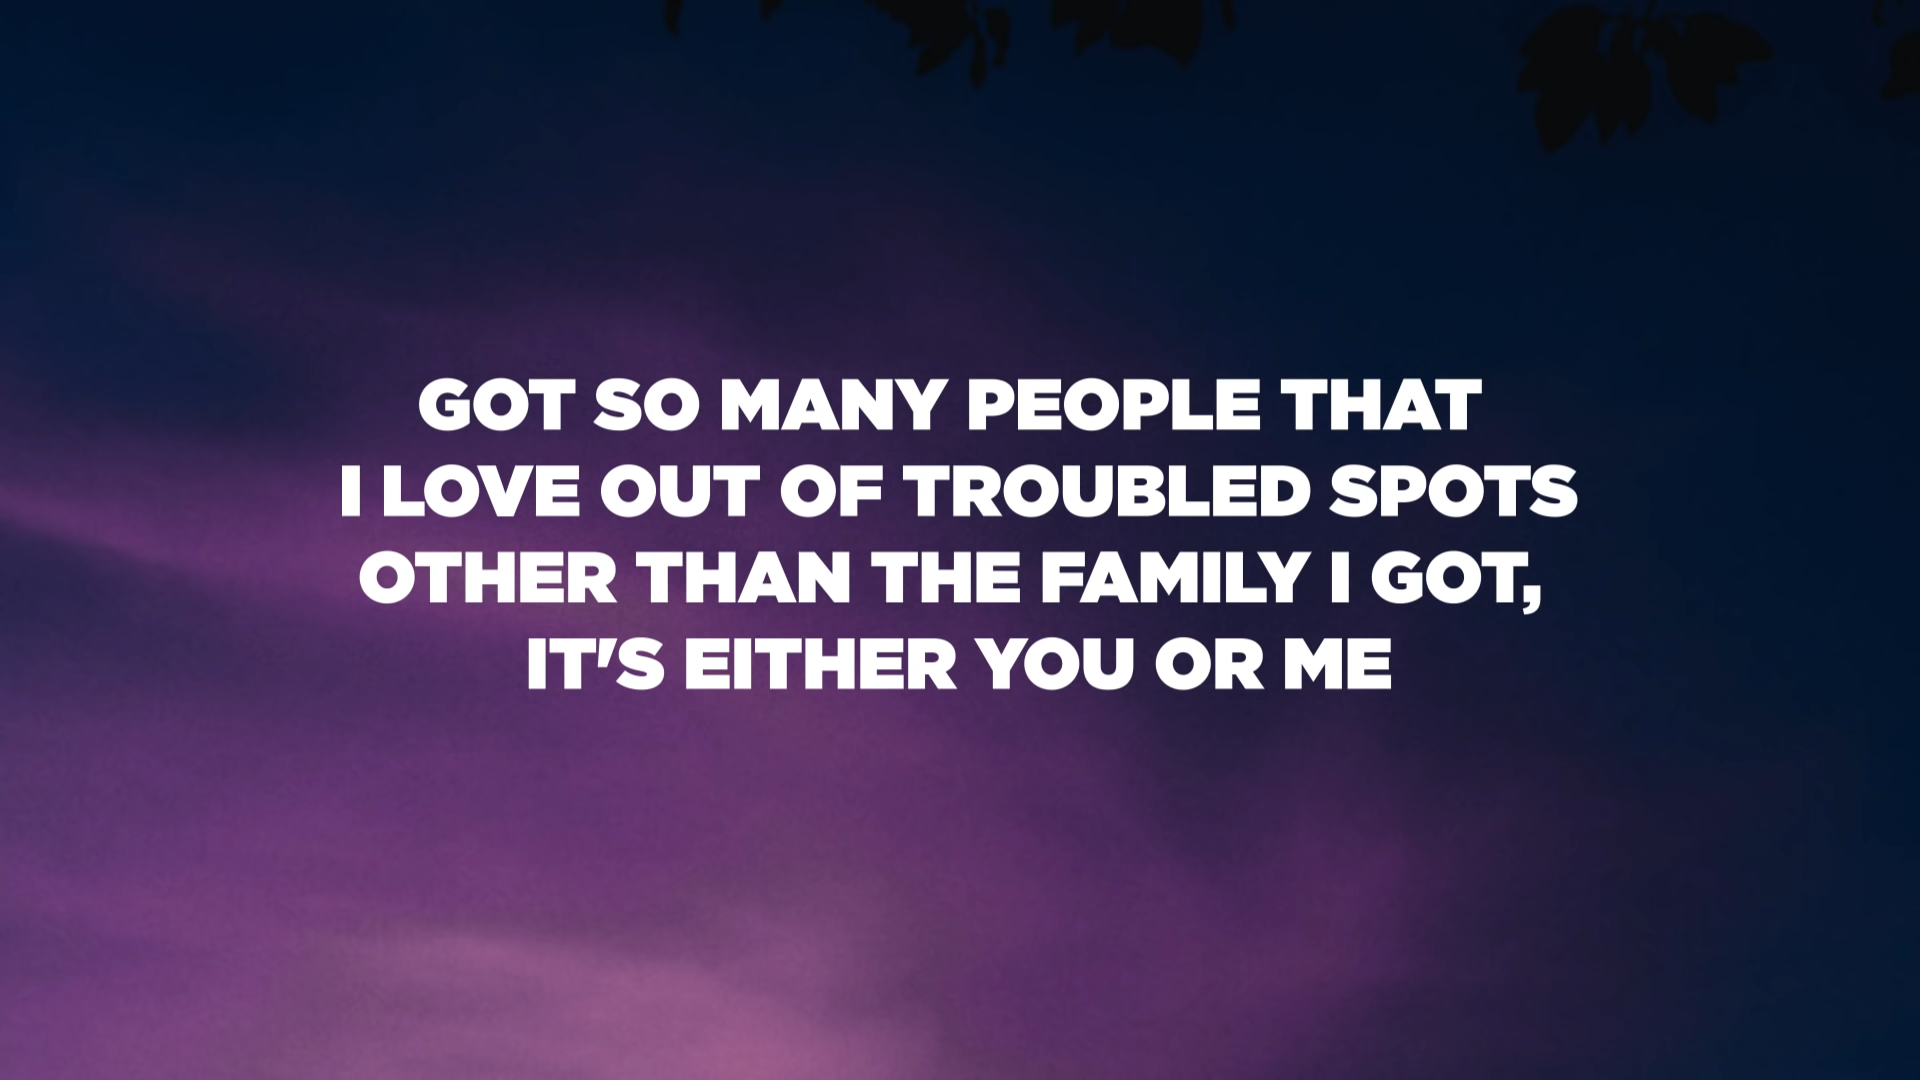 GOT SO MANY PEOPLE THAT
I LOVE OUT OF TROUBLED SPOTS
OTHER THAN THE FAMILY I GOT,
IT'S EITHER YOU OR ME